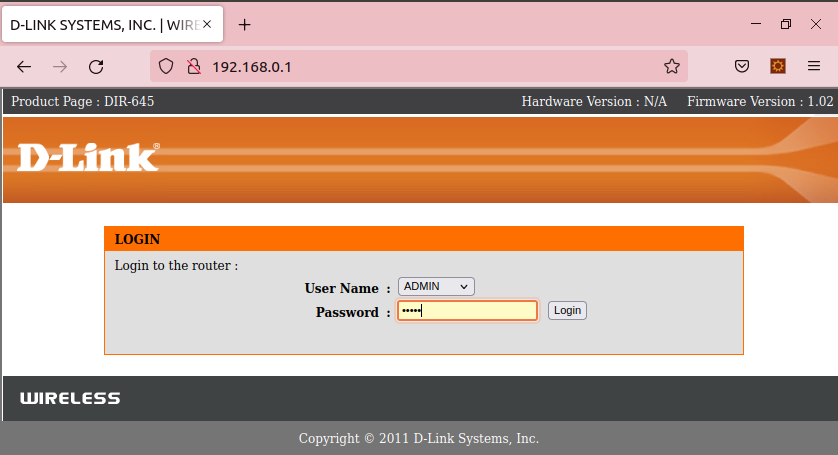 D-LINK SYSTEMS, INC. | WIRE
192.168.0.1
Product Page : DIR-645 Hardware Version : N/A Firmware Version : 1.02
D-Link®
LOGIN
Login to the router :
User Name : ADMIN
Password : ••••• Login
WIRELESS
Copyright © 2011 D-Link Systems, Inc.